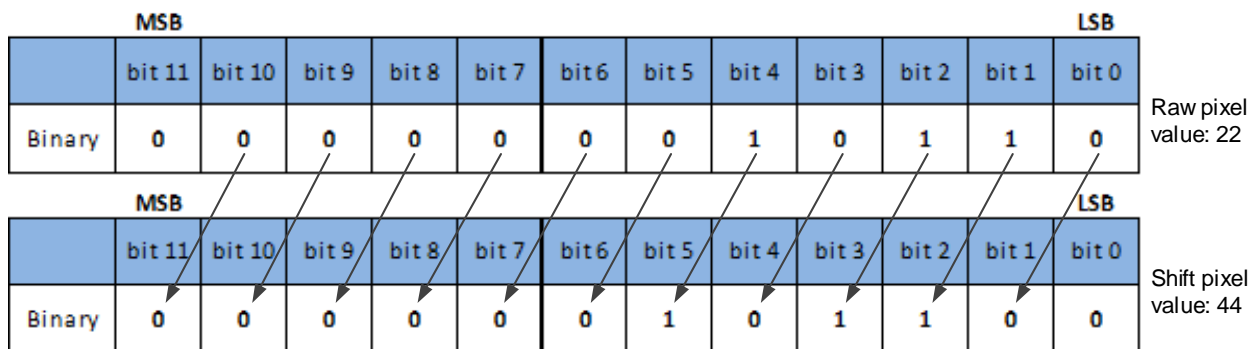 MSB LSB
bit 11 bit 10 bit 9 bit 8 bit 7 bit 6 bit 5 bit 4 bit 3 bit 2 bit 1 bit 0
Binary 0 0 0 0 0 0 0 1 0 1 1 0
Raw pixel
value: 22
MSB LSB
bit 11 bit 10 bit 9 bit 8 bit 7 bit 6 bit 5 bit 4 bit 3 bit 2 bit 1 bit 0
Binary 0 0 0 0 0 0 1 0 1 1 0 0
Shift pixel
value: 44